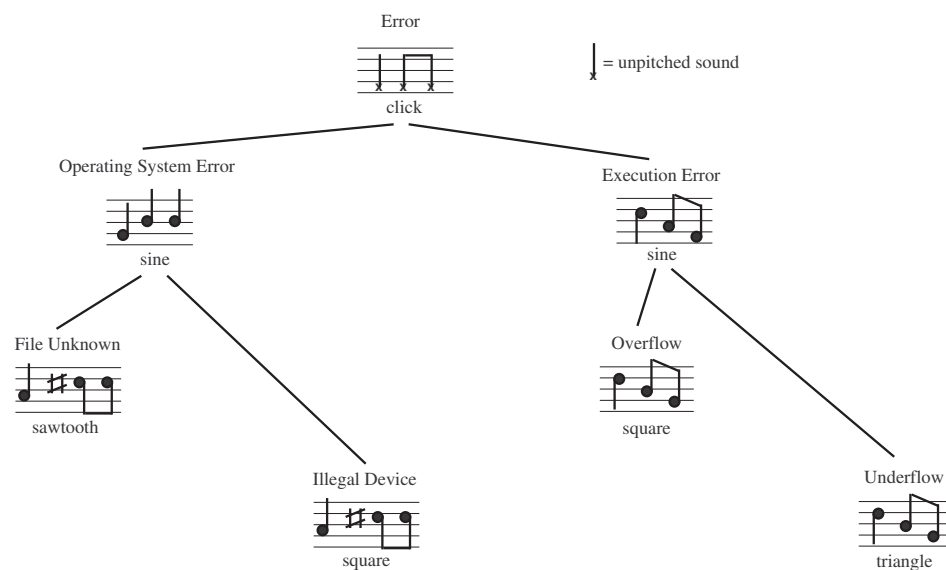 Error
= unpitched sound
click
Operating System Error
Execution Error
sine
sine
File Unknown
Overflow
sawtooth
square
Illegal Device
Underflow
square
triangle